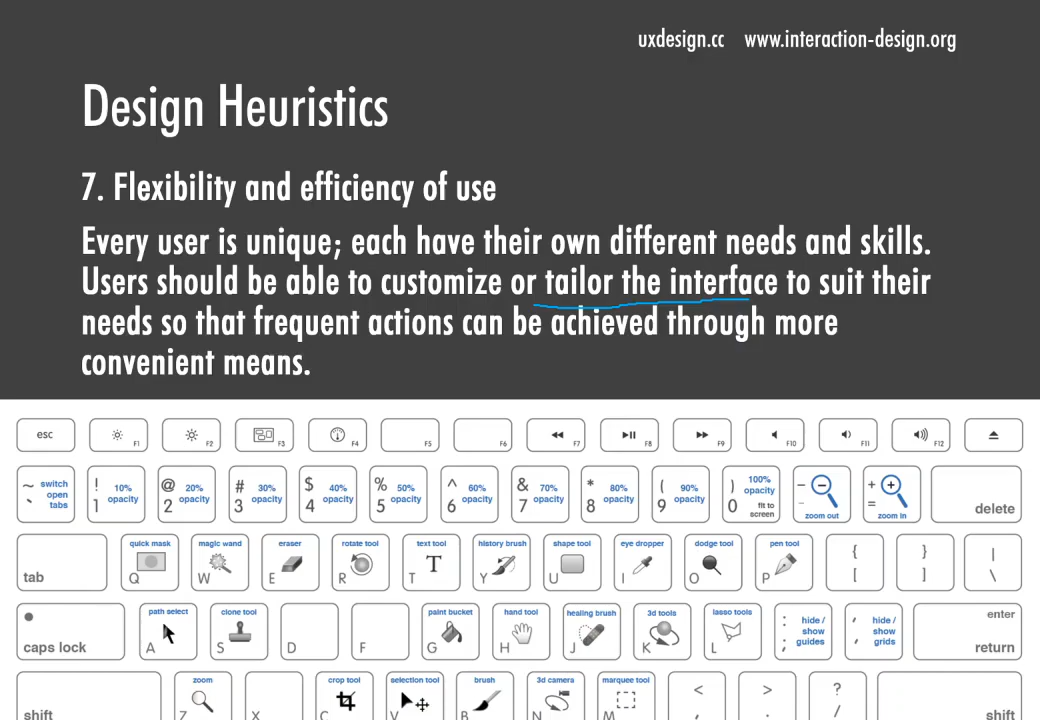 uxdesign.cc www.interaction-design.org
Design Heuristics
7. Flexibility and efficiency of use
Every user is unique; each have their own different needs and skills.
Users should be able to customize or tailor the interface to suit their
needs so that frequent actions can be achieved through more
convenient means.
esc F1 F2 F3 F4 F5 F6 F7 F8 F9 F10 F11 F12
~ ` switch open tabs ! 1 10% opacity @ 2 20% opacity # 3 30% opacity $ 4 40% opacity % 5 50% opacity ^ 6 60% opacity & 7 70% opacity * 8 80% opacity ( 9 90% opacity ) 0 100% opacity fit to screen - zoom out + = zoom in delete
tab quick mask Q magic wand W eraser E rotate tool R text tool T history brush Y shape tool U eye dropper I dodge tool O pen tool P { [ } ] | \
caps lock path select A clone tool S D F paint bucket G hand tool H healing brush J 3d tools K lasso tools L : ; hide / show guides ' hide / show grids enter return
shift zoom Z X crop tool C selection tool V brush B 3d camera N marquee tool M < , > . ? / shift